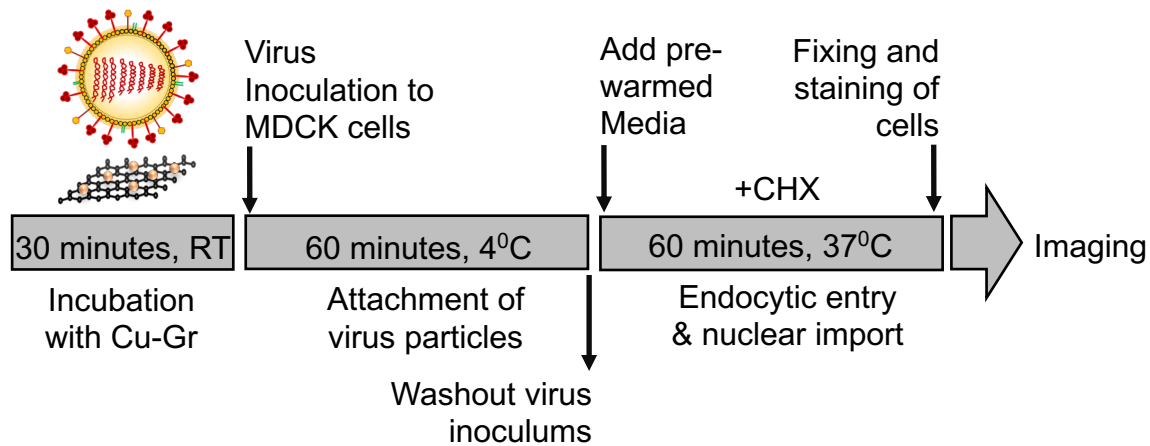 Virus
Inoculation to
MDCK cells
Add pre-
warmed
Media
Fixing and
staining of
cells
+CHX
30 minutes, RT
60 minutes, 4⁰C
60 minutes, 37⁰C
Imaging
Incubation
with Cu-Gr
Attachment of
virus particles
Endocytic entry
& nuclear import
Washout virus
inoculums